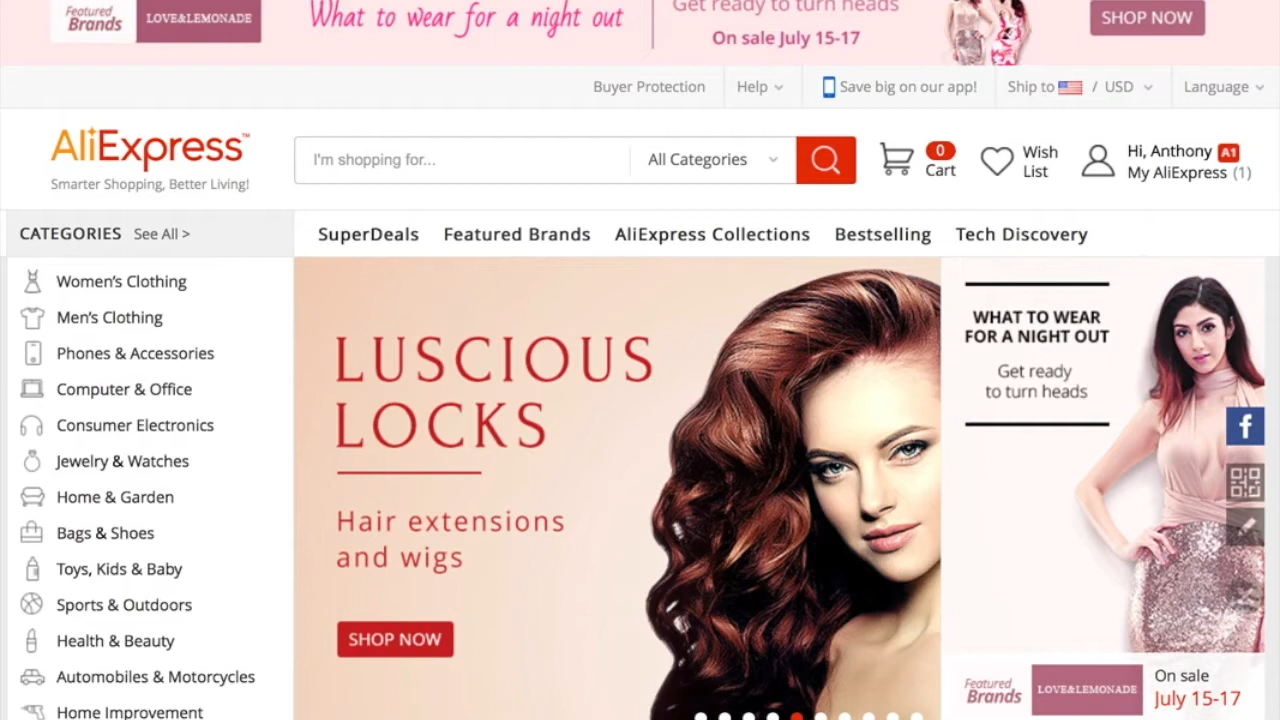 Featured
Brands
LOVE&LEMONADE
What to wear for a night out
Get ready to turn heads
On sale July 15-17
SHOP NOW
Buyer Protection
Help
Save big on our app!
Ship to / USD
Language
AliExpress™
Smarter Shopping, Better Living!
I'm shopping for...
All Categories
0
Cart
Wish
List
Hi, Anthony A1
My AliExpress (1)
CATEGORIES See All >
SuperDeals
Featured Brands
AliExpress Collections
Bestselling
Tech Discovery
Women's Clothing
Men's Clothing
Phones & Accessories
Computer & Office
Consumer Electronics
Jewelry & Watches
Home & Garden
Bags & Shoes
Toys, Kids & Baby
Sports & Outdoors
Health & Beauty
Automobiles & Motorcycles
Home Improvement
LUSCIOUS
LOCKS
Hair extensions
and wigs
SHOP NOW
WHAT TO WEAR
FOR A NIGHT OUT
Get ready
to turn heads
f
Featured
Brands
LOVE&LEMONADE
On sale
July 15-17